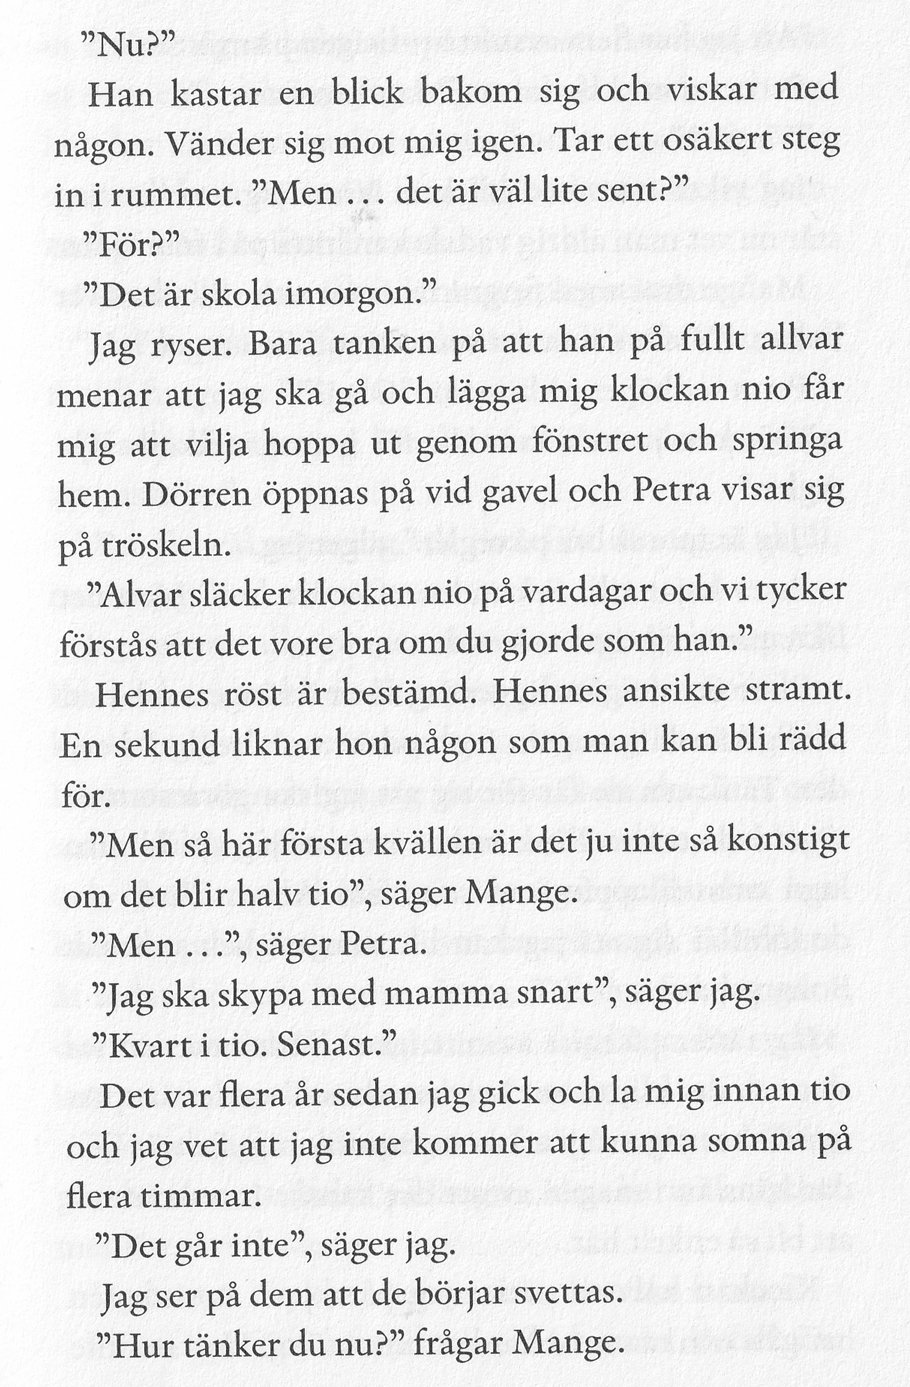 ”Nu?”
Han kastar en blick bakom sig och viskar med
någon. Vänder sig mot mig igen. Tar ett osäkert steg
in i rummet. ”Men ... det är väl lite sent?”
”För?”
”Det är skola imorgon.”
Jag ryser. Bara tanken på att han på fullt allvar
menar att jag ska gå och lägga mig klockan nio får
mig att vilja hoppa ut genom fönstret och springa
hem. Dörren öppnas på vid gavel och Petra visar sig
på tröskeln.
”Alvar släcker klockan nio på vardagar och vi tycker
förstås att det vore bra om du gjorde som han.”
Hennes röst är bestämd. Hennes ansikte stramt.
En sekund liknar hon någon som man kan bli rädd
för.
”Men så här första kvällen är det ju inte så konstigt
om det blir halv tio”, säger Mange.
”Men ...”, säger Petra.
”Jag ska skypa med mamma snart”, säger jag.
”Kvart i tio. Senast.”
Det var flera år sedan jag gick och la mig innan tio
och jag vet att jag inte kommer att kunna somna på
flera timmar.
”Det går inte”, säger jag.
Jag ser på dem att de börjar svettas.
”Hur tänker du nu?” frågar Mange.